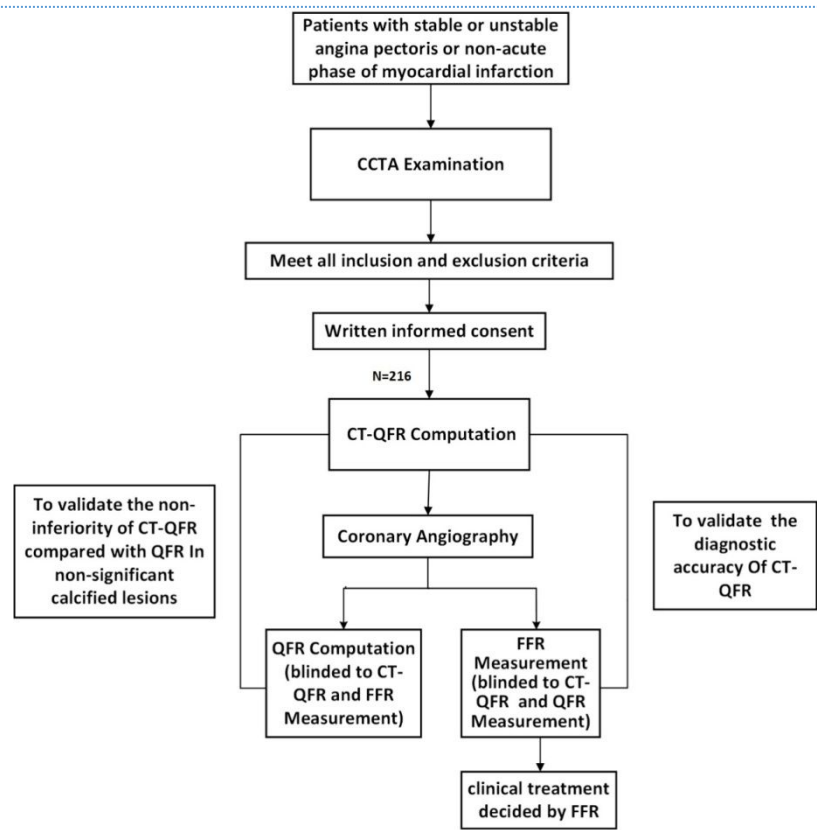 Patients with stable or unstable
angina pectoris or non-acute
phase of myocardial infarction
CCTA Examination
Meet all inclusion and exclusion criteria
Written informed consent
N=216
CT-QFR Computation
To validate the non-
inferiority of CT-QFR
compared with QFR In
non-significant
calcified lesions
Coronary Angiography
To validate the
diagnostic
accuracy Of CT-
QFR
QFR Computation
(blinded to CT-
QFR and FFR
Measurement)
FFR
Measurement
(blinded to CT-
QFR and QFR
Measurement)
clinical treatment
decided by FFR